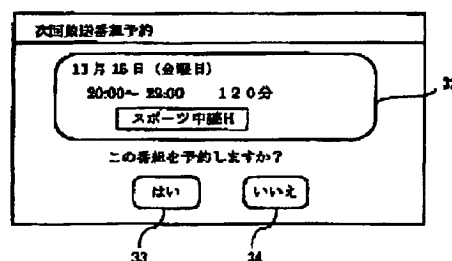 次回放送番組予約
11月15日(金曜日)
20:00~22:00 120分
スポーツ中継H
この番組を予約しますか?
はい いいえ
33 34